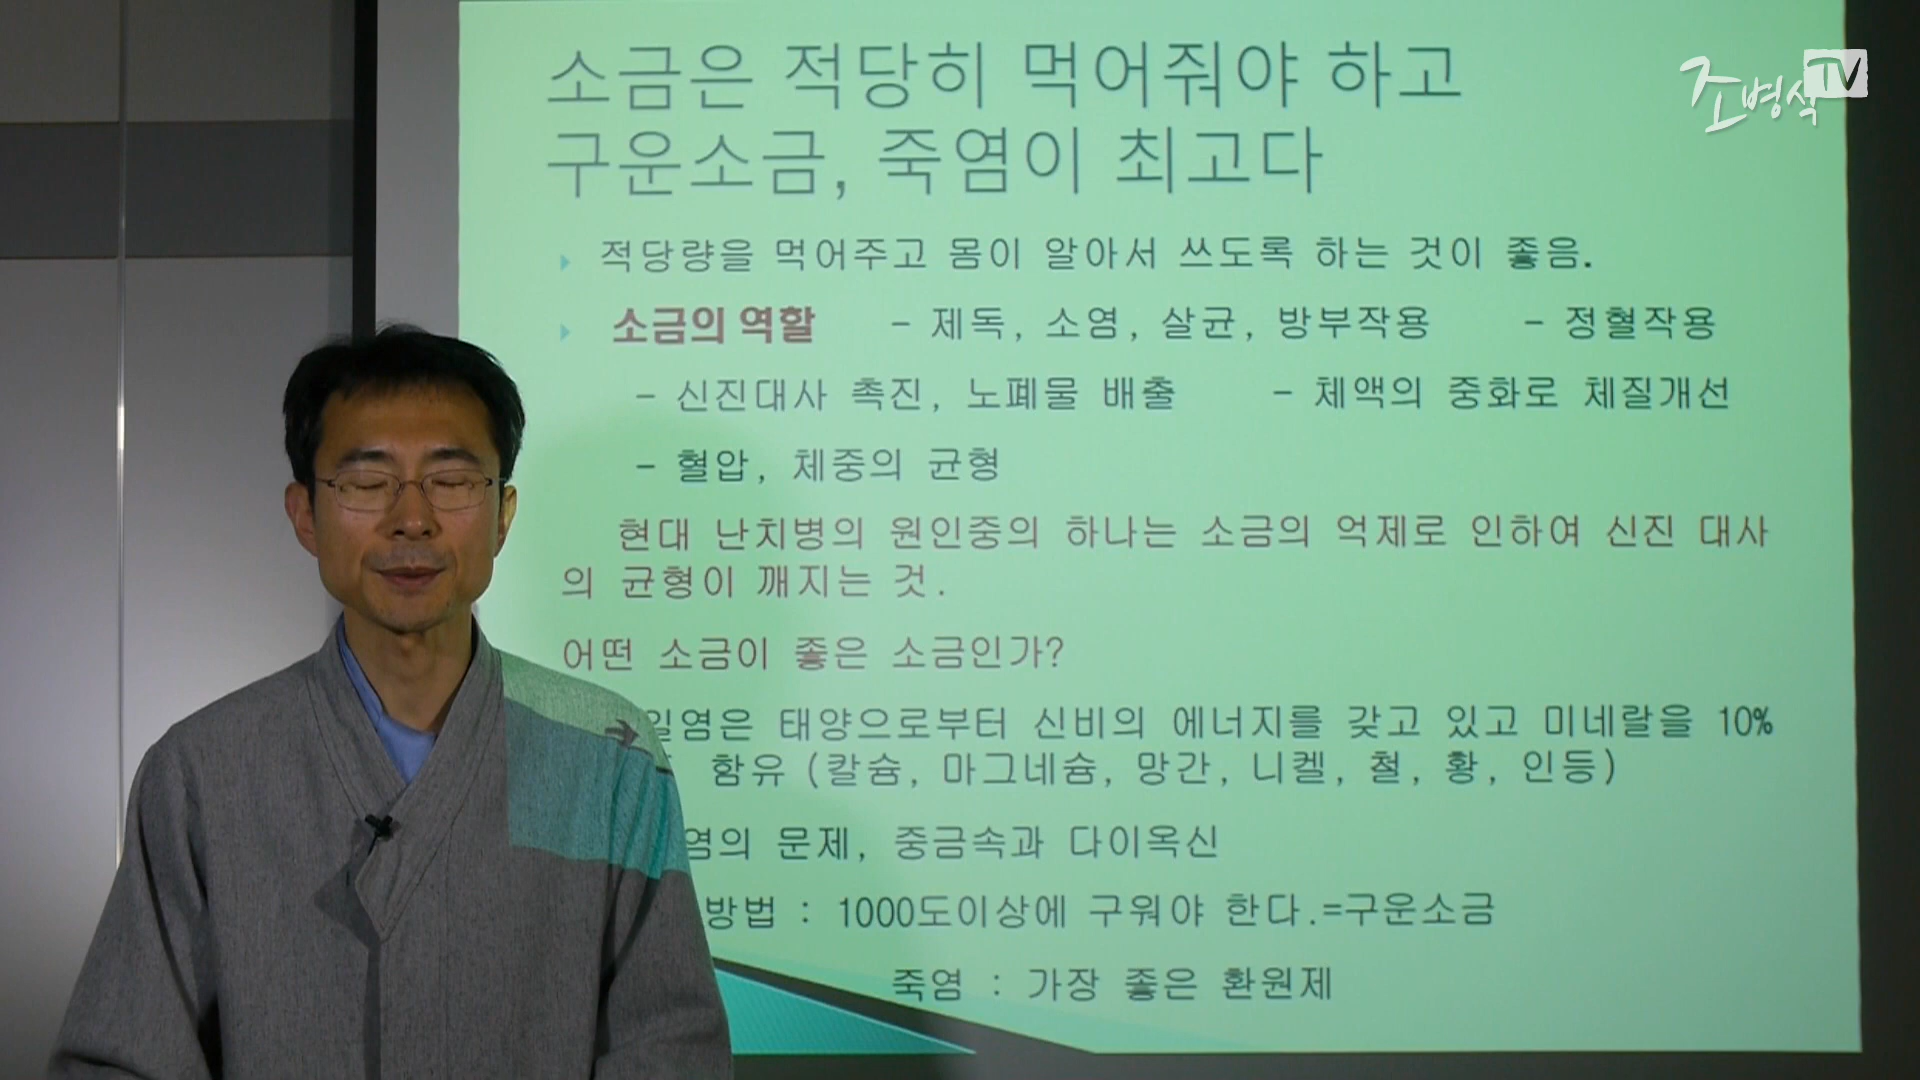 소금은 적당히 먹어줘야 하고
조병식TV
구운소금, 죽염이 최고다
적당량을 먹어주고 몸이 알아서 쓰도록 하는 것이 좋음.
소금의 역할 - 제독, 소염, 살균, 방부작용 - 정혈작용
- 신진대사 촉진, 노폐물 배출 - 체액의 중화로 체질개선
- 혈압, 체중의 균형
현대 난치병의 원인중의 하나는 소금의 억제로 인하여 신진 대사
의 균형이 깨지는 것.
어떤 소금이 좋은 소금인가?
일염은 태양으로부터 신비의 에너지를 갖고 있고 미네랄을 10%
함유 (칼슘, 마그네슘, 망간, 니켈, 철, 황, 인등)
염의 문제, 중금속과 다이옥신
방법 : 1000도이상에 구워야 한다.=구운소금
죽염 : 가장 좋은 환원제